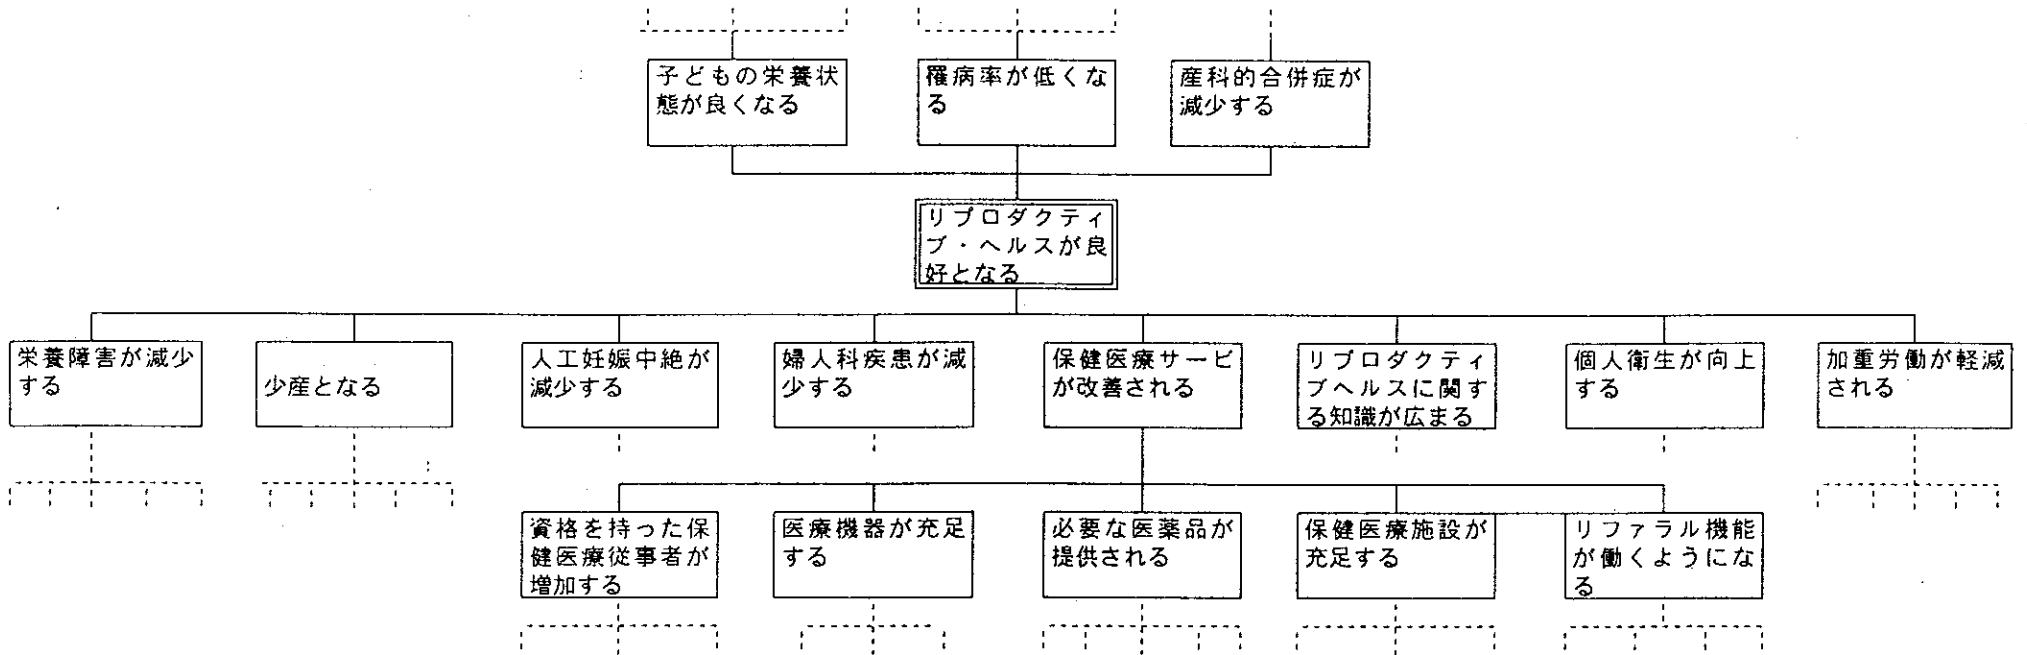 子どもの栄養状
態が良くなる
罹病率が低くな
る
産科的合併症が
減少する
リプロダクティ
ブ・ヘルスが良
好となる
栄養障害が減少
する
少産となる
人工妊娠中絶が
減少する
婦人科疾患が減
少する
保健医療サービ
が改善される
リプロダクティ
ブヘルスに関す
る知識が広まる
個人衛生が向上
する
加重労働が軽減
される
資格を持った保
健医療従事者が
増加する
医療機器が充足
する
必要な医薬品が
提供される
保健医療施設が
充足する
リファラル機能
が働くようにな
る